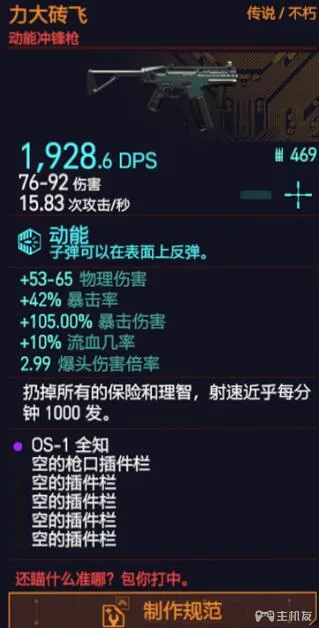 力大砖飞
传说 / 不朽
动能冲锋枪
1,928.6 DPS
469
76-92 伤害
15.83 次攻击/秒
动能
子弹可以在表面上反弹。
+53-65 物理伤害
+42% 暴击率
+105.00% 暴击伤害
+10% 流血几率
2.99 爆头伤害倍率
扔掉所有的保险和理智，射速近乎每分
钟 1000 发。
OS-1 全知
空的枪口插件栏
空的插件栏
空的插件栏
空的插件栏
空的插件栏
还瞄什么准哪？包你打中。
制作规范
主机友